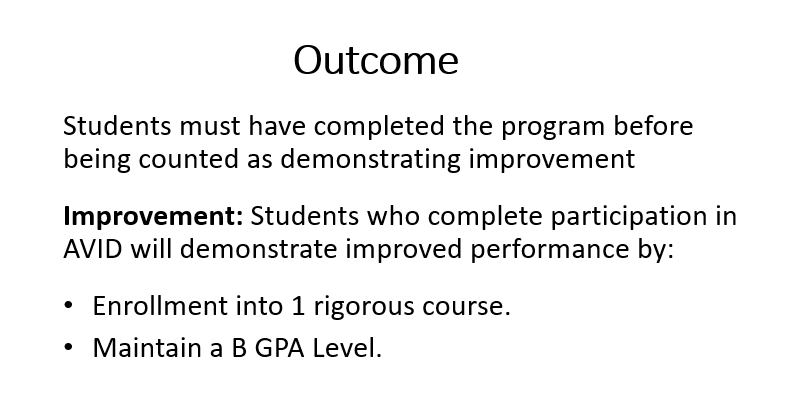 Outcome
Students must have completed the program before
being counted as demonstrating improvement
Improvement: Students who complete participation in
AVID will demonstrate improved performance by:
• Enrollment into 1 rigorous course.
• Maintain a B GPA Level.